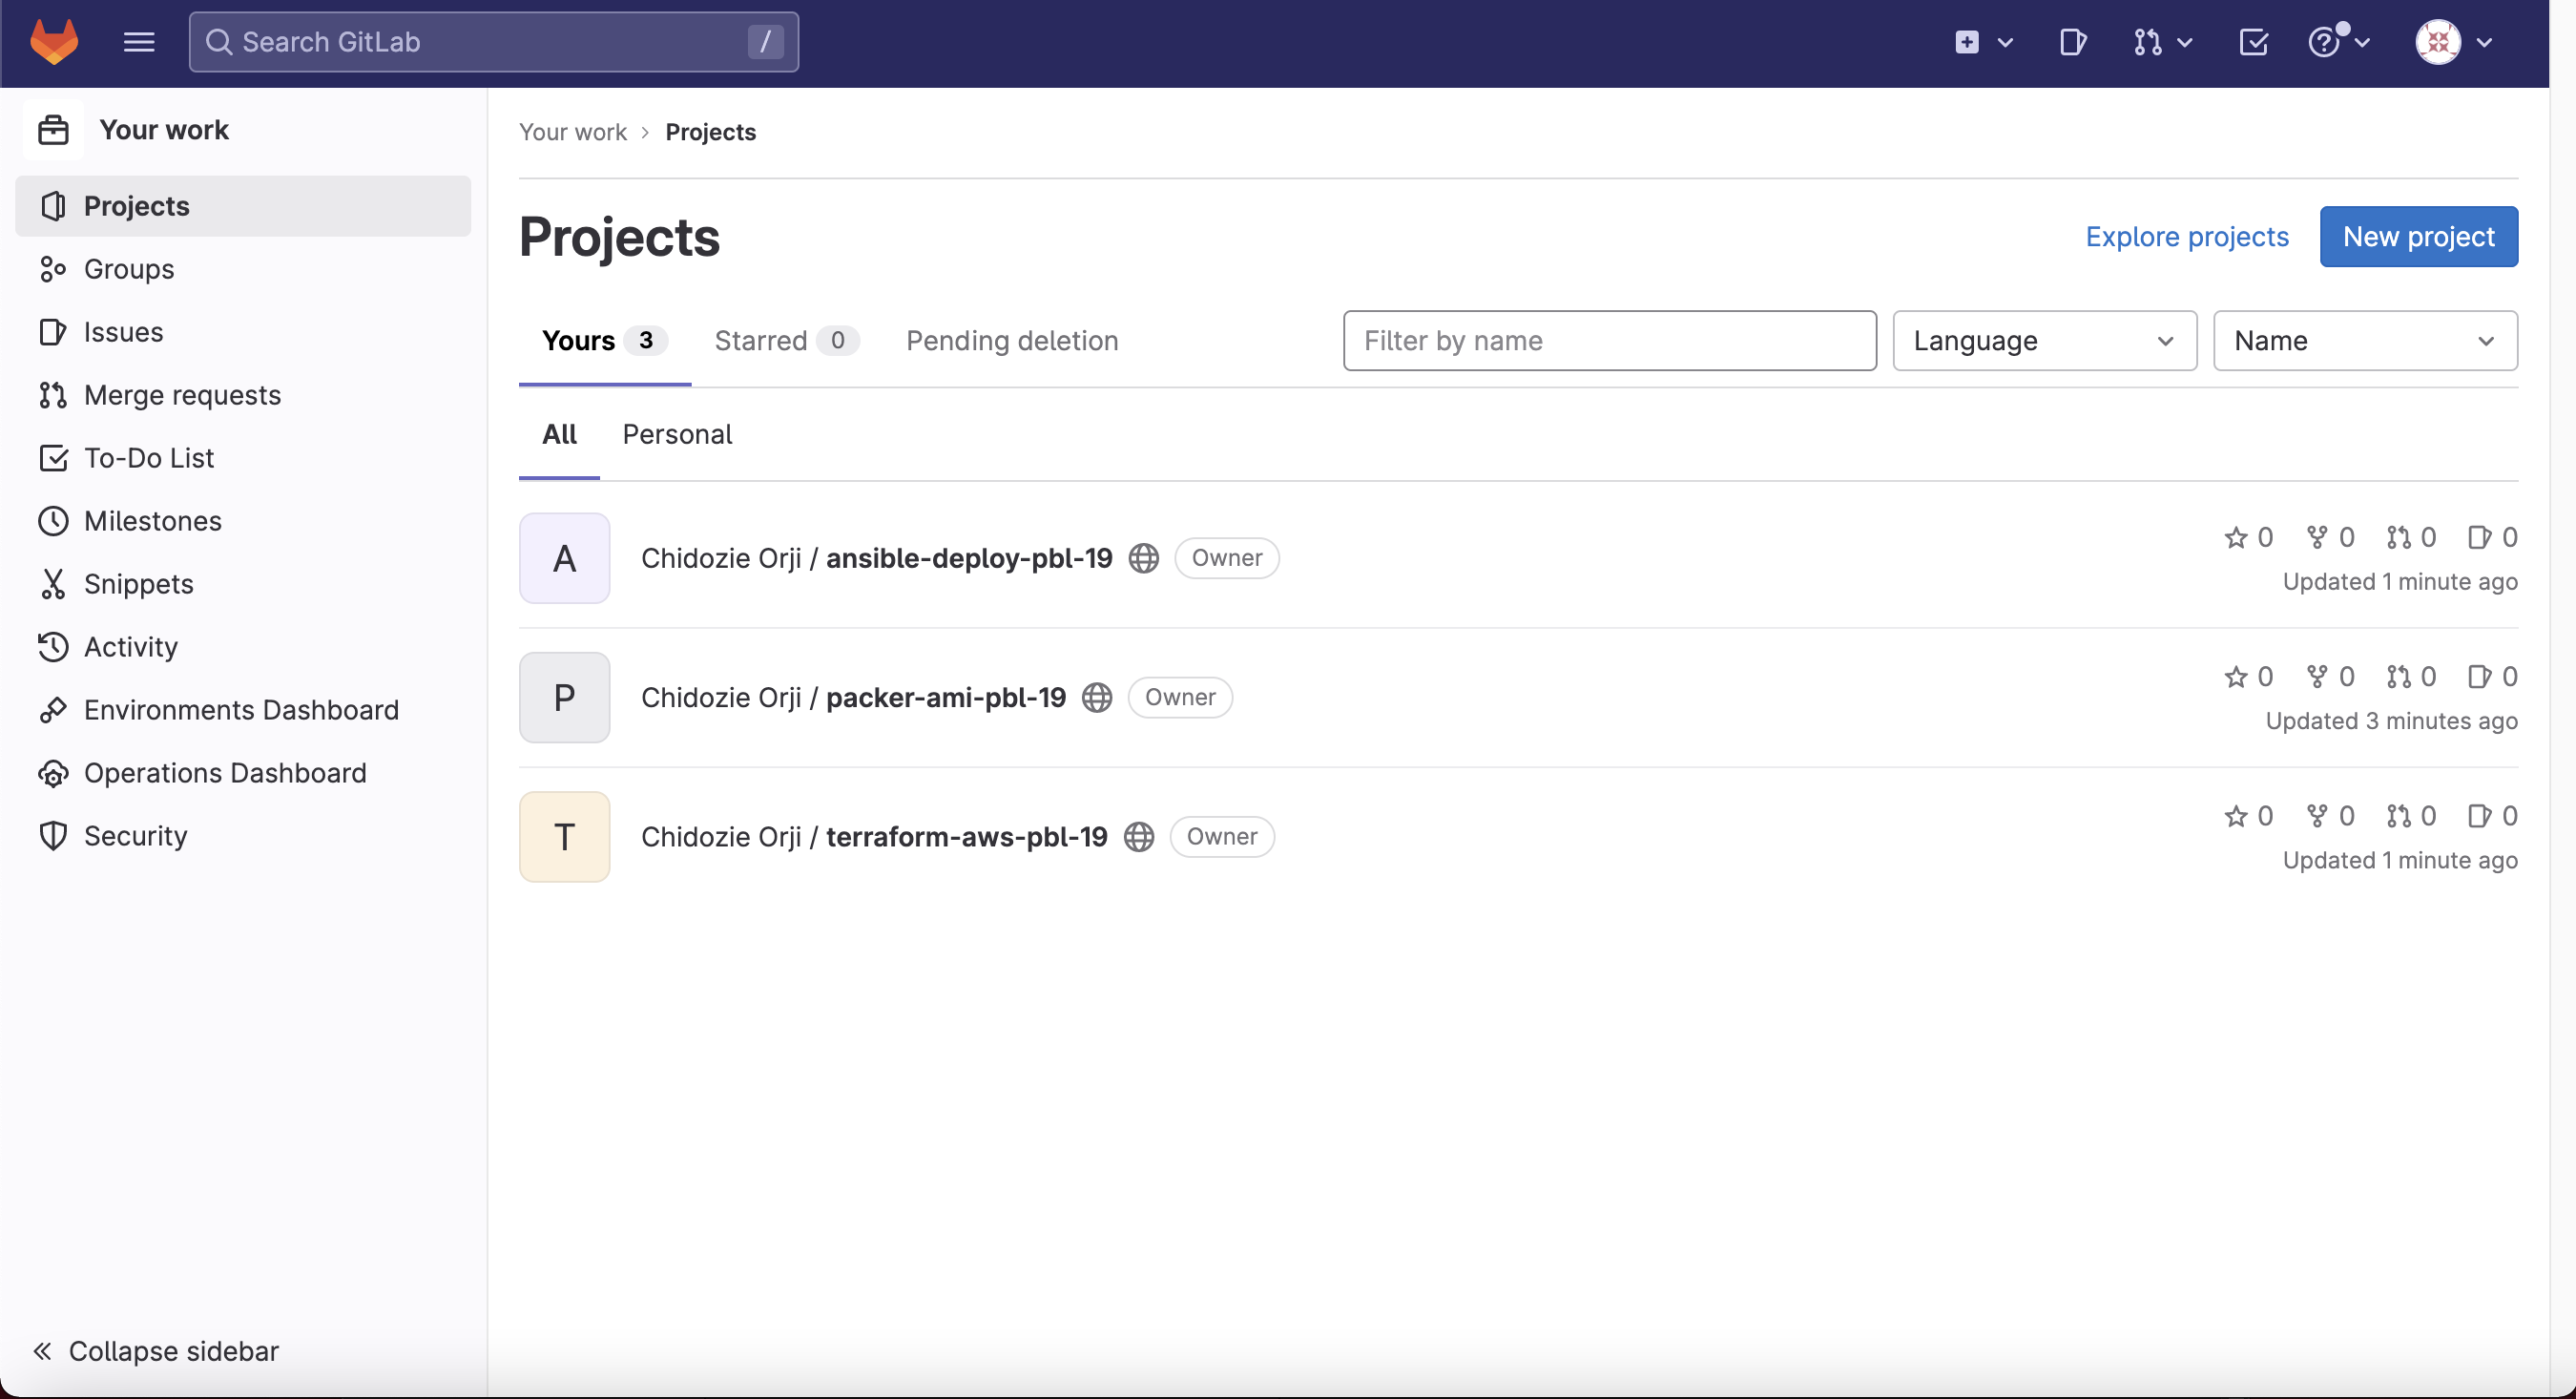 Search GitLab /
Your work
Projects
Groups
Issues
Merge requests
To-Do List
Milestones
Snippets
Activity
Environments Dashboard
Operations Dashboard
Security
Collapse sidebar
Your work › Projects
Projects
Explore projects New project
Yours 3 Starred 0 Pending deletion Filter by name Language Name
All Personal
A Chidozie Orji / ansible-deploy-pbl-19 Owner 0 0 0 0
Updated 1 minute ago
P Chidozie Orji / packer-ami-pbl-19 Owner 0 0 0 0
Updated 3 minutes ago
T Chidozie Orji / terraform-aws-pbl-19 Owner 0 0 0 0
Updated 1 minute ago